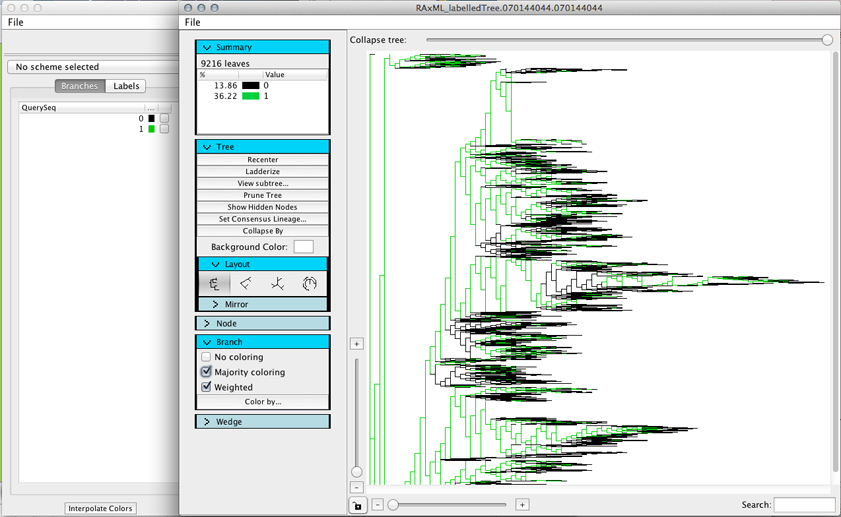 File
No scheme selected
Branches Labels
QuerySeq ...
0
1
Interpolate Colors
RAxML_labelledTree.070144044.070144044
File
Summary
9216 leaves
% Value
13.86 0
36.22 1
Tree
Recenter
Ladderize
View subtree...
Prune Tree
Show Hidden Nodes
Set Consensus Lineage...
Collapse By
Background Color:
Layout
Mirror
Node
Branch
No coloring
Majority coloring
Weighted
Color by...
Wedge
Collapse tree:
+
-
- +
Search: